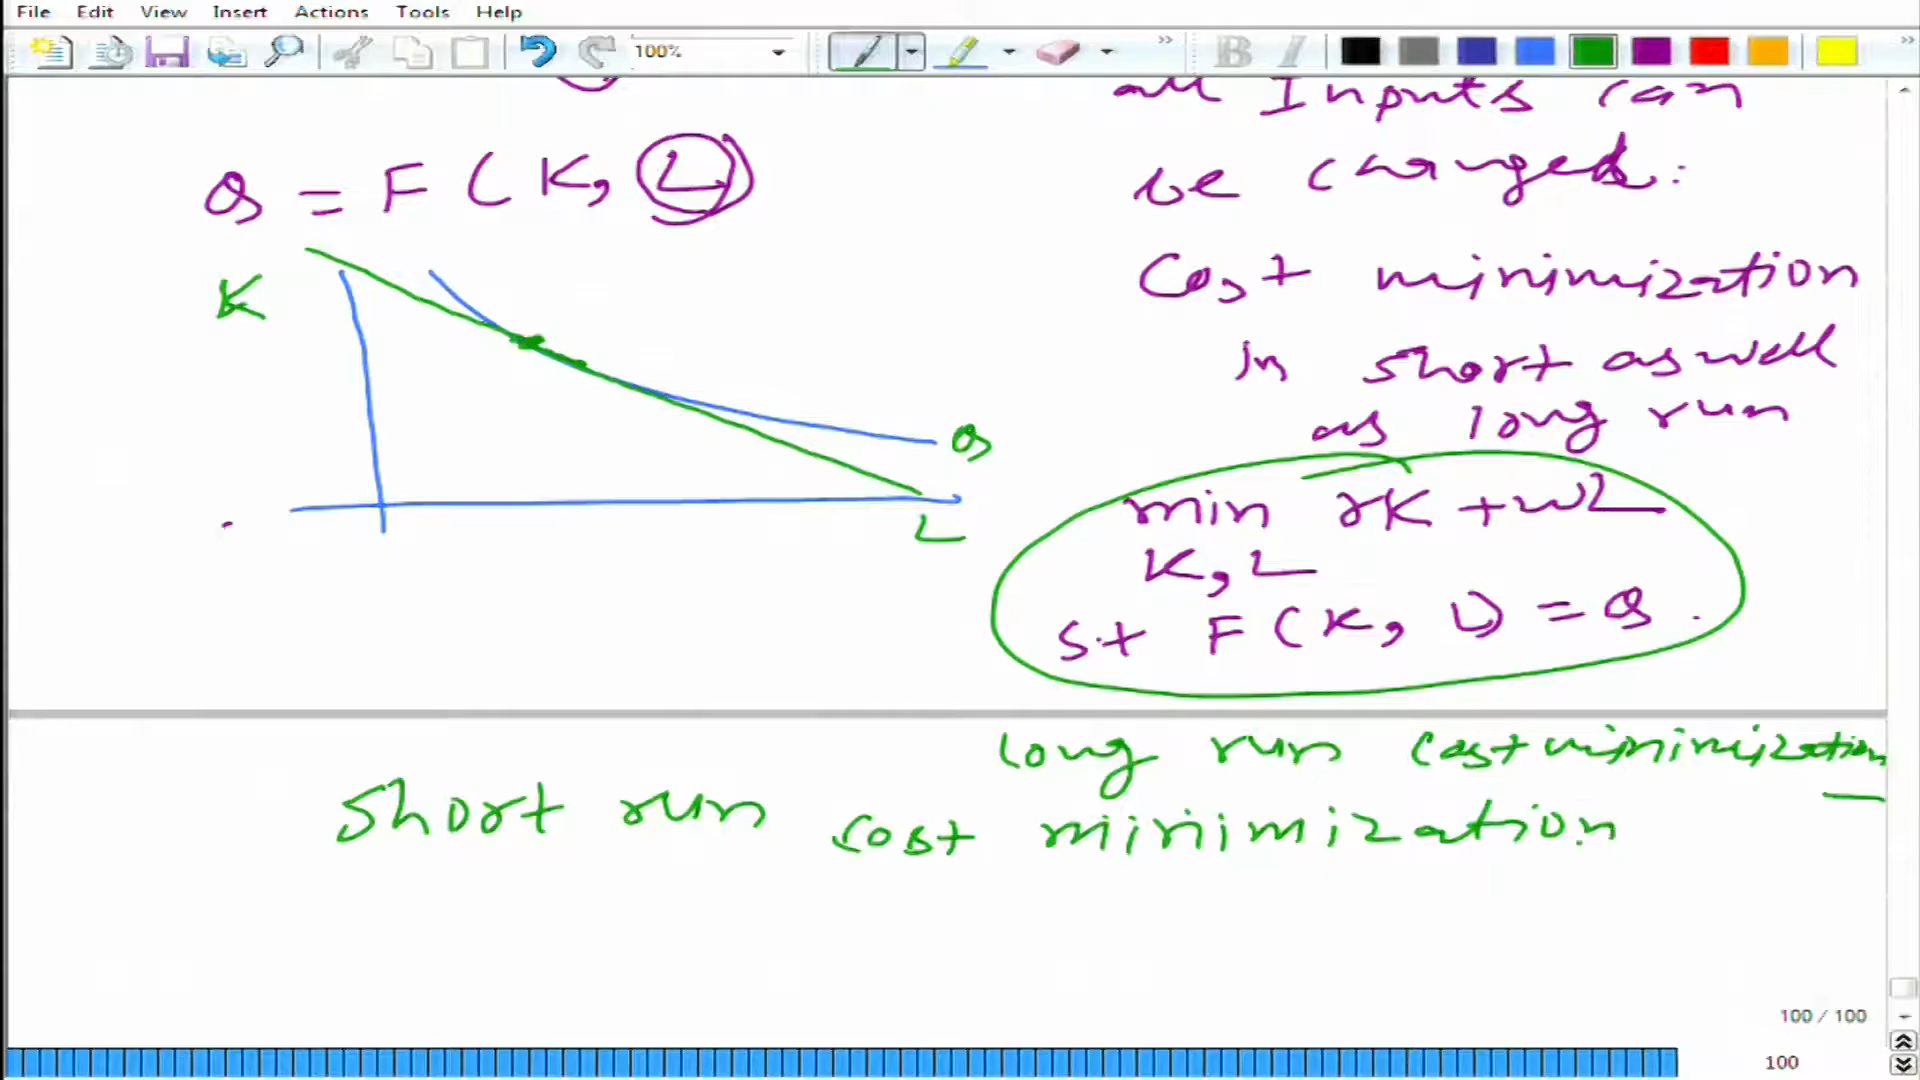 File Edit View Insert Actions Tools Help
100%
all Inputs can
be changed.
Q = F (K, L)
Cost minimization
in short as well
as long run
K
Q
L
min rK + wL
K, L
s.t F (K, L) = Q.
long run cost minimization
short run cost minimization
100 / 100
100